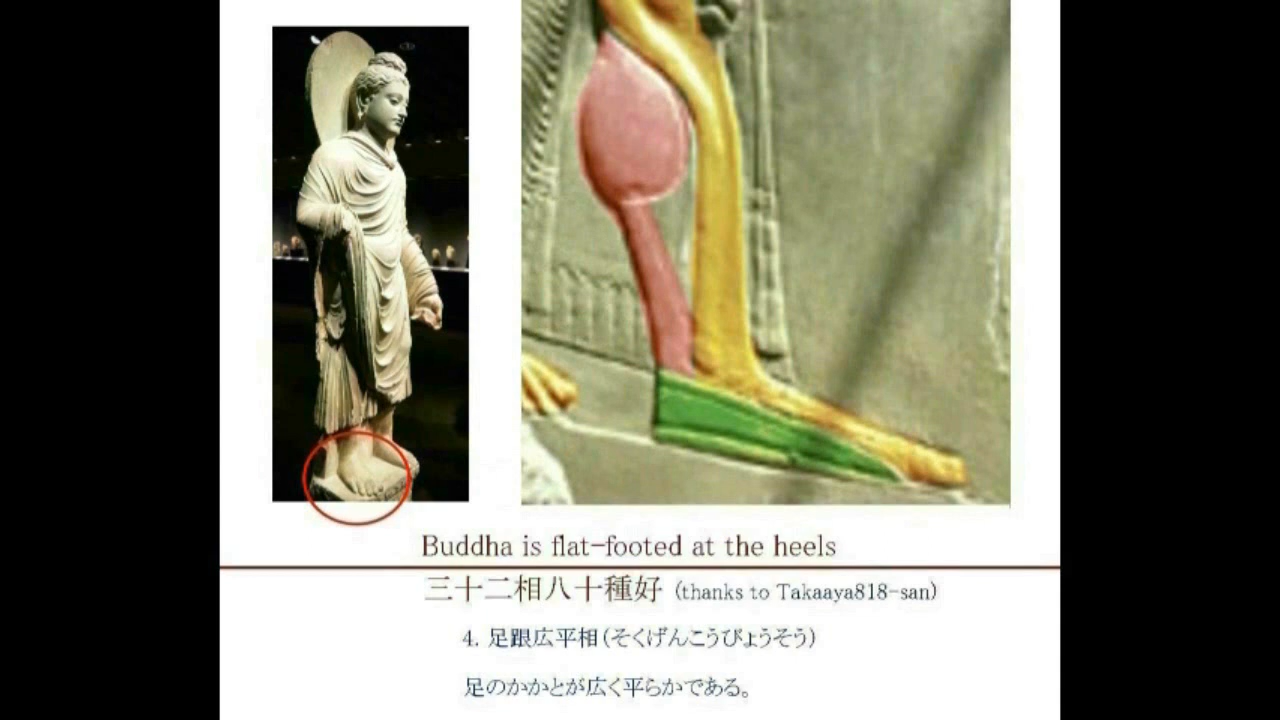 Buddha is flat-footed at the heels
三十二相八十種好 (thanks to Takaaya818-san)
4. 足跟広平相(そくげんこうびょうそう)
足のかかとが広く平らかである。